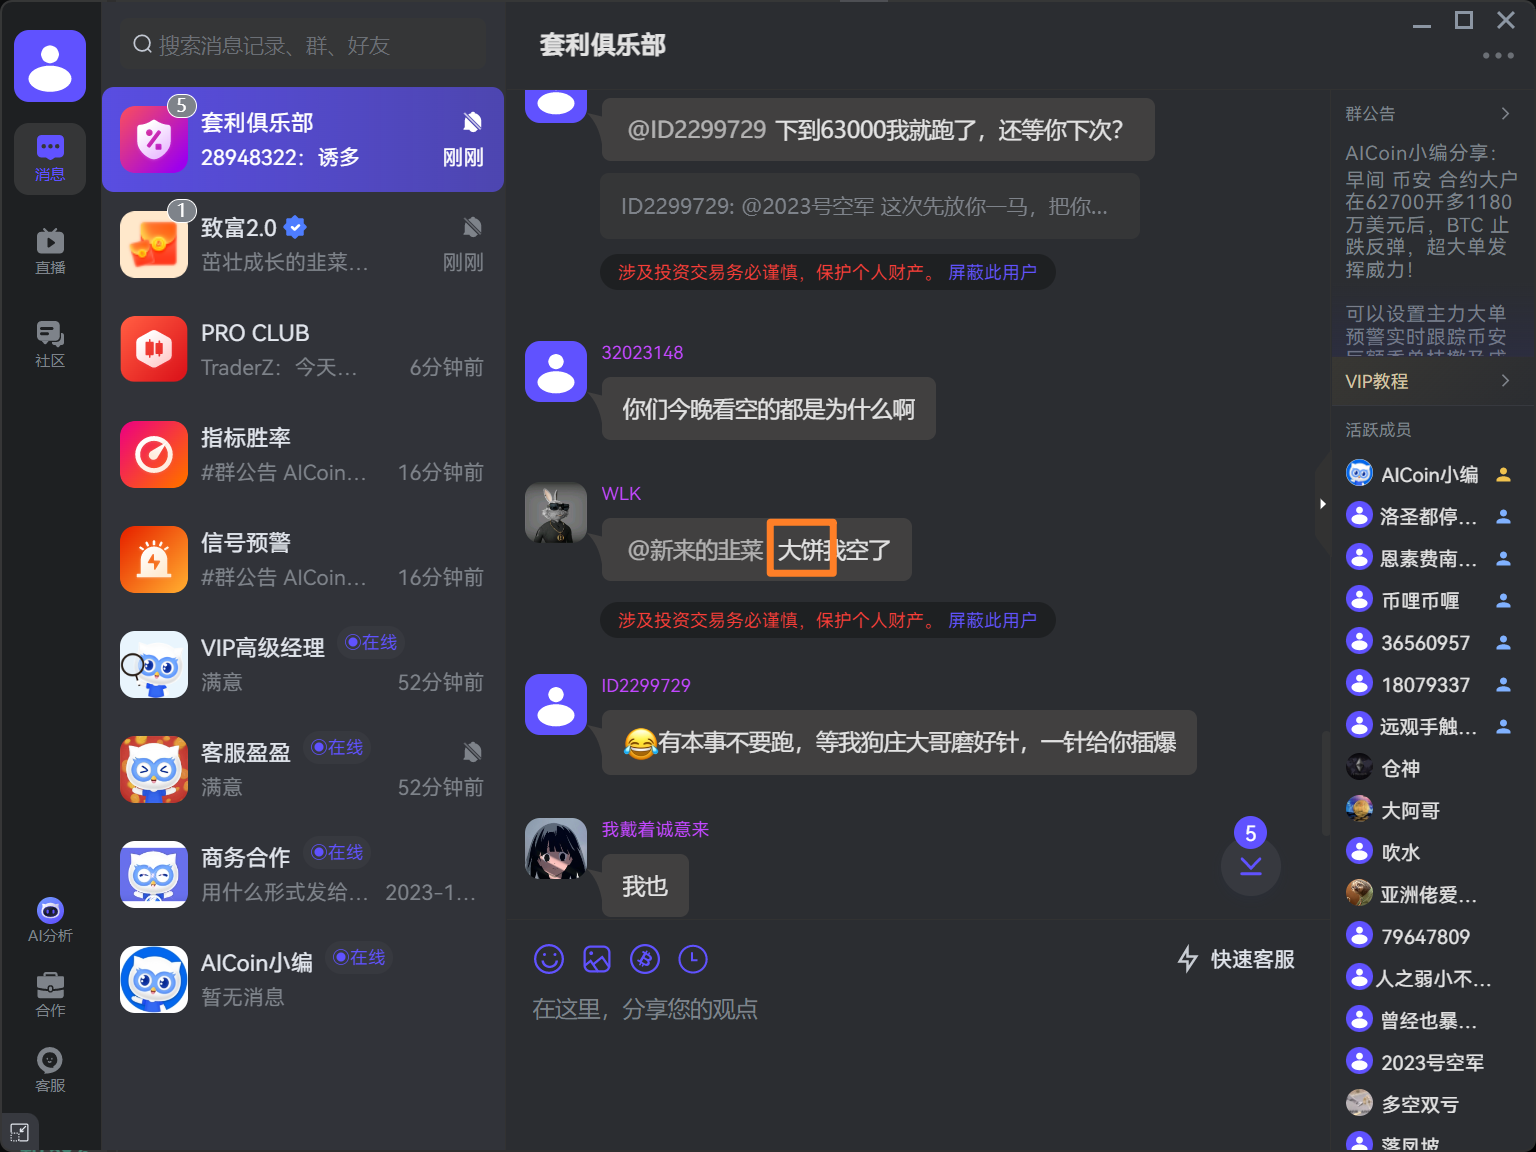 搜索消息记录、群、好友
消息
直播
社区
AI分析
合作
客服
5
套利俱乐部
28948322：诱多
刚刚
1
致富2.0
茁壮成长的韭菜...
刚刚
PRO CLUB
TraderZ：今天...
6分钟前
指标胜率
#群公告 AICoin...
16分钟前
信号预警
#群公告 AICoin...
16分钟前
VIP高级经理
在线
满意
52分钟前
客服盈盈
在线
满意
52分钟前
商务合作
在线
用什么形式发给...
2023-1...
AICoin小编
在线
暂无消息
套利俱乐部
@ID2299729 下到63000我就跑了，还等你下次？
ID2299729: @2023号空军 这次先放你一马，把你...
涉及投资交易务必谨慎，保护个人财产。 屏蔽此用户
32023148
你们今晚看空的都是为什么啊
WLK
@新来的韭菜 大饼我空了
涉及投资交易务必谨慎，保护个人财产。 屏蔽此用户
ID2299729
😂有本事不要跑，等我狗庄大哥磨好针，一针给你插爆
我戴着诚意来
我也
5
快速客服
在这里，分享您的观点
群公告
AICoin小编分享：
早间 币安 合约大户
在62700开多1180
万美元后，BTC 止
跌反弹，超大单发
挥威力！
可以设置主力大单
预警实时跟踪币安
VIP教程
活跃成员
AICoin小编
洛圣都停...
恩素费南...
币哩币喱
36560957
18079337
远观手触...
仓神
大阿哥
吹水
亚洲佬爱...
79647809
人之弱小不...
曾经也暴...
2023号空军
多空双亏
落凤坡